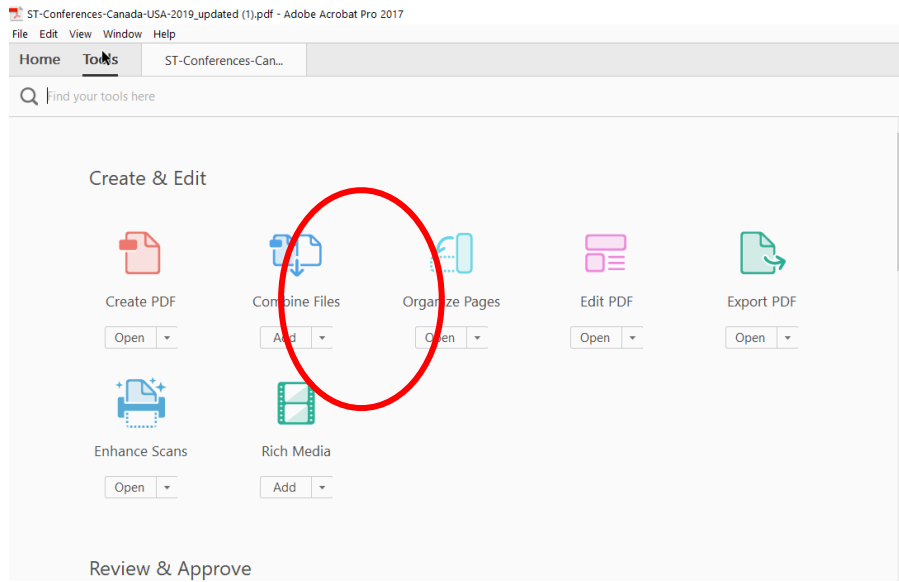 ST-Conferences-Canada-USA-2019_updated (1).pdf - Adobe Acrobat Pro 2017
File Edit View Window Help
Home Tools ST-Conferences-Can...
Find your tools here
Create & Edit
Create PDF Combine Files Organize Pages Edit PDF Export PDF
Open Add Open Open Open
Enhance Scans Rich Media
Open Add
Review & Approve